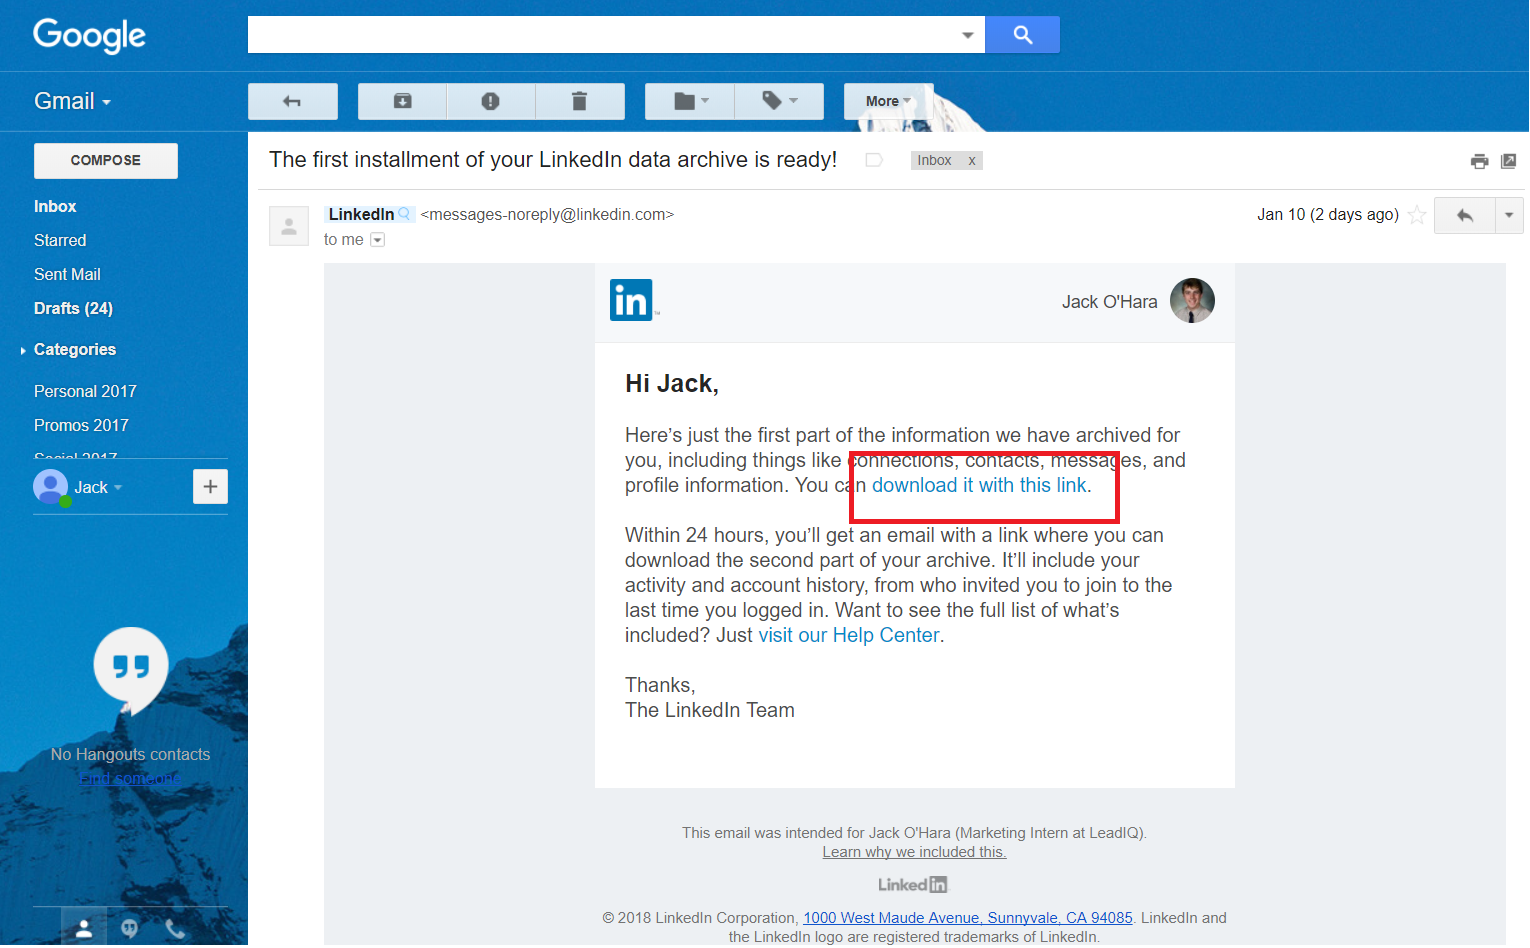 Google
Gmail
More
COMPOSE
The first installment of your LinkedIn data archive is ready!
Inbox x
Inbox
Starred
Sent Mail
Drafts (24)
Categories
Personal 2017
Promos 2017
Social 2017
Jack
+
No Hangouts contacts
Find someone
LinkedIn <messages-noreply@linkedin.com>
Jan 10 (2 days ago)
to me
in™
Jack O'Hara
Hi Jack,
Here’s just the first part of the information we have archived for
you, including things like connections, contacts, messages, and
profile information. You can download it with this link.
Within 24 hours, you’ll get an email with a link where you can
download the second part of your archive. It’ll include your
activity and account history, from who invited you to join to the
last time you logged in. Want to see the full list of what’s
included? Just visit our Help Center.
Thanks,
The LinkedIn Team
This email was intended for Jack O'Hara (Marketing Intern at LeadIQ).
Learn why we included this.
LinkedIn
© 2018 LinkedIn Corporation, 1000 West Maude Avenue, Sunnyvale, CA 94085. LinkedIn and
the LinkedIn logo are registered trademarks of LinkedIn.